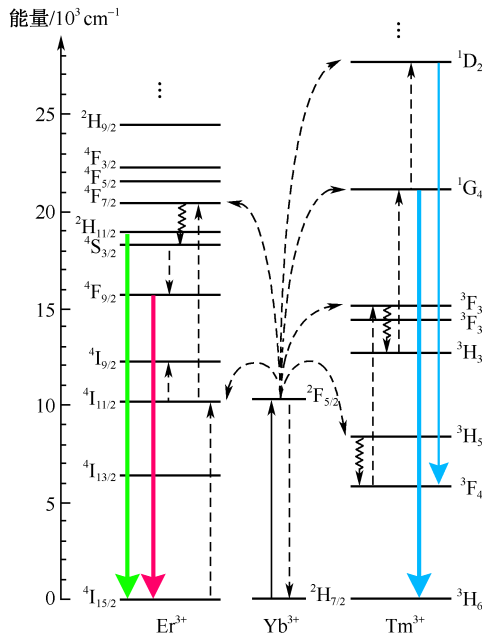 能量/10³ cm⁻¹
25
20
15
10
5
0
⋮
²H₉/₂
⁴F₃/₂
⁴F₅/₂
⁴F₇/₂
²H₁₁/₂
⁴S₃/₂
⁴F₉/₂
⁴I₉/₂
⁴I₁₁/₂
⁴I₁₃/₂
⁴I₁₅/₂
Er³⁺
²F₅/₂
²H₇/₂
Yb³⁺
⋮
¹D₂
¹G₄
³F₃
³F₃
³H₃
³H₅
³F₄
³H₆
Tm³⁺